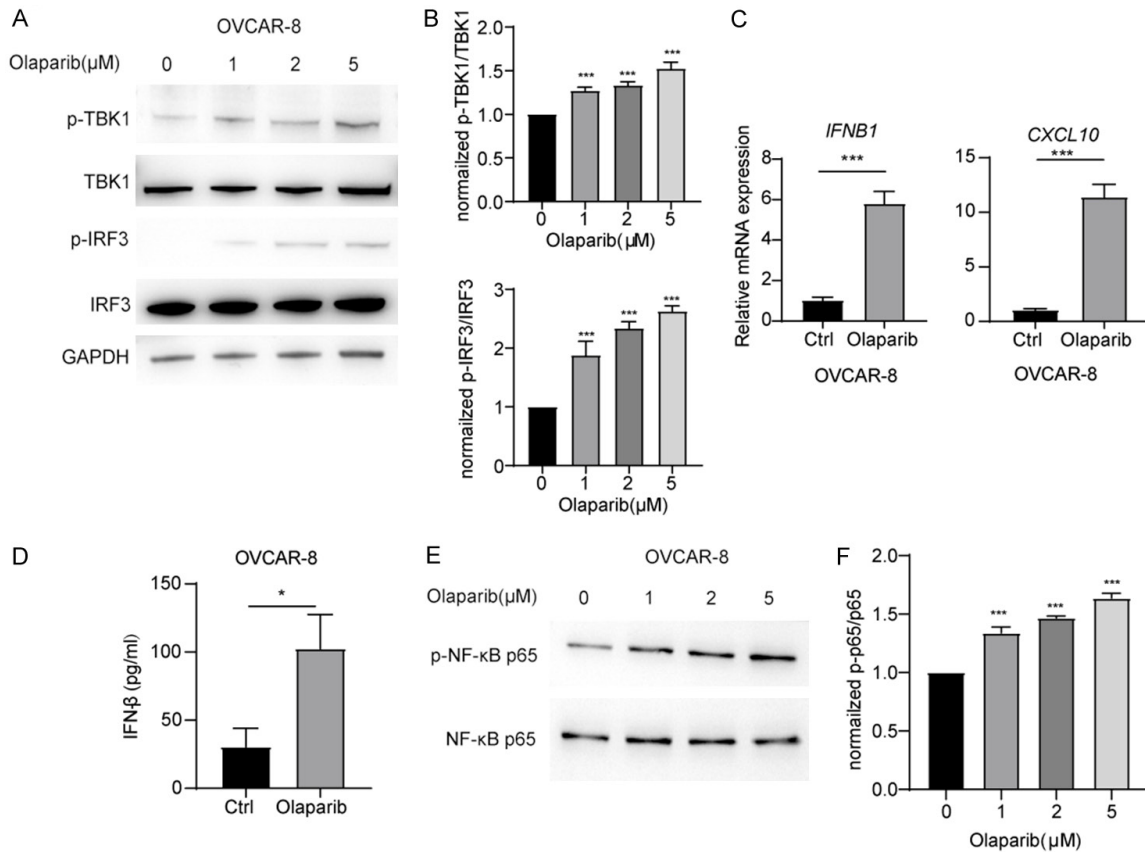 A
OVCAR-8
Olaparib(µM) 0 1 2 5
p-TBK1
TBK1
p-IRF3
IRF3
GAPDH
B
normailzed p-TBK1/TBK1
2.0
1.5
1.0
0.5
0.0
*** *** ***
0 1 2 5
Olaparib(µM)
normailzed p-IRF3/IRF3
3
2
1
0
*** *** ***
0 1 2 5
Olaparib(µM)
C
Relative mRNA expression
IFNB1
***
8
6
4
2
0
Ctrl Olaparib
OVCAR-8
CXCL10
***
15
10
5
0
Ctrl Olaparib
OVCAR-8
D
OVCAR-8
IFN-β (pg/ml)
150
100
50
0
*
Ctrl Olaparib
E
OVCAR-8
Olaparib(µM) 0 1 2 5
p-NF-κB p65
NF-κB p65
F
normailzed p-p65/p65
2.0
1.5
1.0
0.5
0.0
*** *** ***
0 1 2 5
Olaparib(µM)